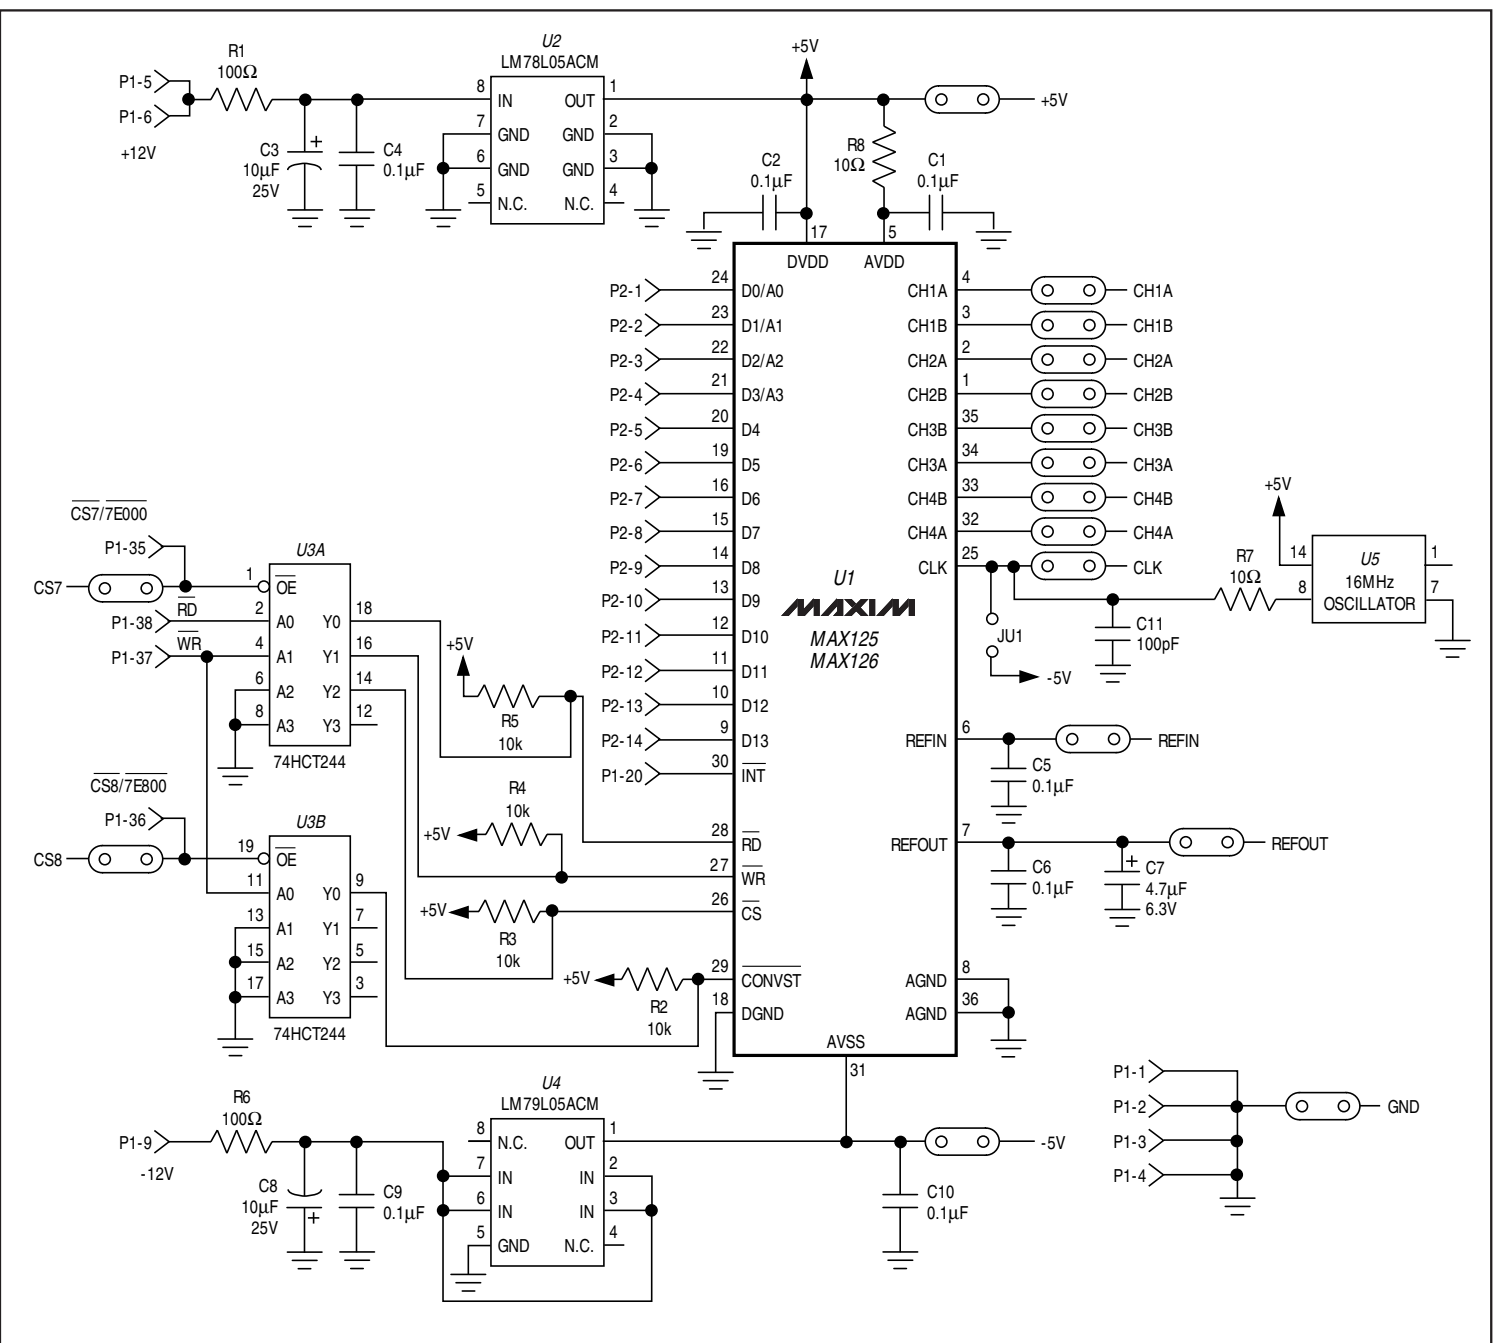 P1-5
P1-6
+12V
R1
100Ω
C3
10μF
25V
+
C4
0.1μF
U2
LM78L05ACM
8 IN OUT 1
7 GND GND 2
6 GND GND 3
5 N.C. N.C. 4
+5V
+5V
R8
10Ω
C2
0.1μF
C1
0.1μF
17
5
DVDD AVDD
P2-1 24 D0/A0
P2-2 23 D1/A1
P2-3 22 D2/A2
P2-4 21 D3/A3
P2-5 20 D4
P2-6 19 D5
P2-7 16 D6
P2-8 15 D7
P2-9 14 D8
P2-10 13 D9
P2-11 12 D10
P2-12 11 D11
P2-13 10 D12
P2-14 9 D13
P1-20 30 INT
28 RD
27 WR
26 CS
29 CONVST
18 DGND
U1
MAXIM
MAX125
MAX126
AVSS
31
CH1A 4 CH1A
CH1B 3 CH1B
CH2A 2 CH2A
CH2B 1 CH2B
CH3B 35 CH3B
CH3A 34 CH3A
CH4B 33 CH4B
CH4A 32 CH4A
CLK 25 CLK
JU1
-5V
C11
100pF
R7
10Ω
+5V
14
8
U5
16MHz
OSCILLATOR
1
7
REFIN 6 REFIN
C5
0.1μF
REFOUT 7 REFOUT
C6
0.1μF
+
C7
4.7μF
6.3V
AGND 8
AGND 36
CS7/7E000
P1-35
CS7
RD
P1-38
WR
P1-37
U3A
1 OE
2 A0 Y0 18
4 A1 Y1 16
6 A2 Y2 14
8 A3 Y3 12
74HCT244
+5V
R5
10k
R4
10k
+5V
+5V
R3
10k
+5V
R2
10k
CS8/7E800
P1-36
CS8
U3B
19 OE
11 A0 Y0 9
13 A1 Y1 7
15 A2 Y2 5
17 A3 Y3 3
74HCT244
P1-9
-12V
R6
100Ω
C8
10μF
25V
+
C9
0.1μF
U4
LM79L05ACM
8 N.C. OUT 1
7 IN IN 2
6 IN IN 3
5 GND N.C. 4
-5V
C10
0.1μF
P1-1
P1-2
P1-3
P1-4
GND